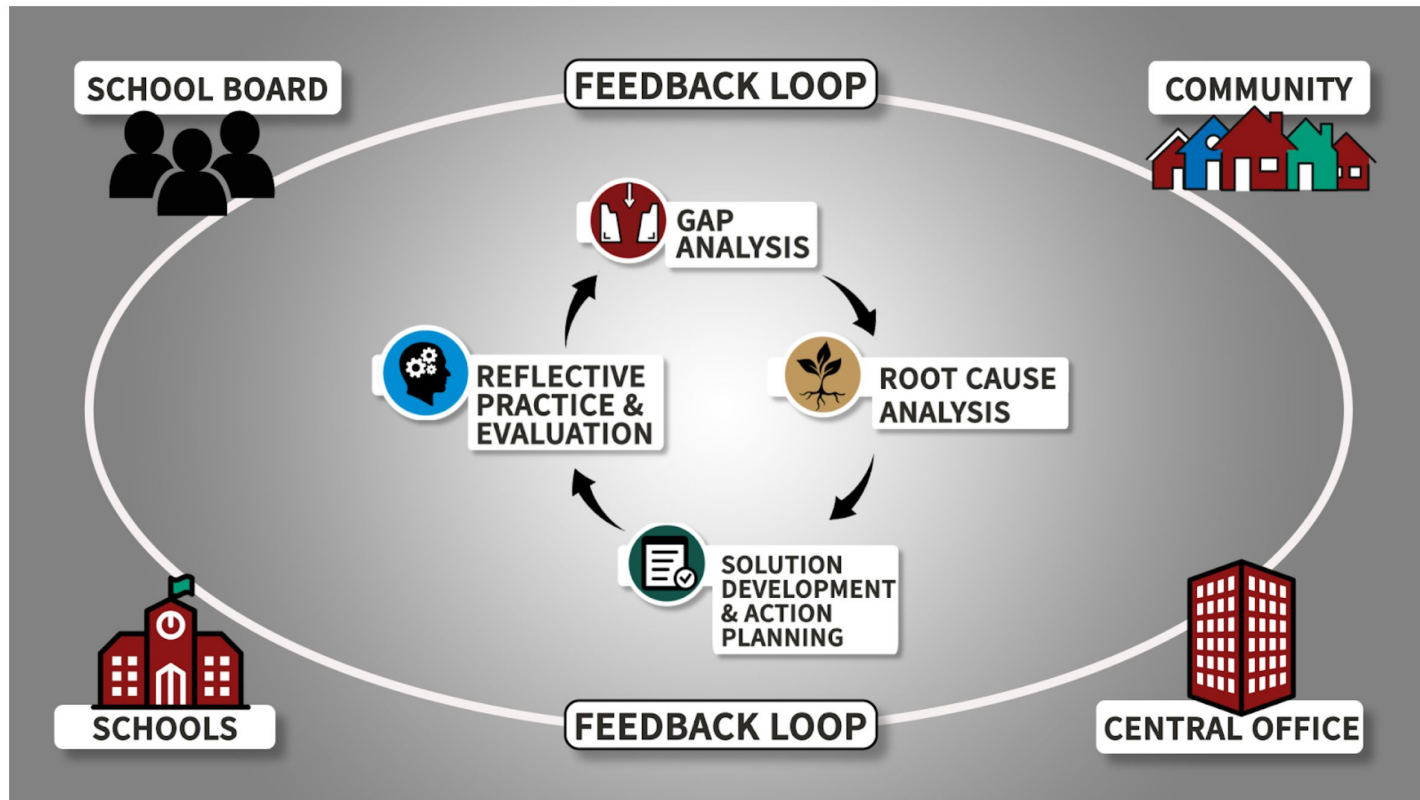 SCHOOL BOARD
FEEDBACK LOOP
COMMUNITY
GAP
ANALYSIS
ROOT CAUSE
ANALYSIS
REFLECTIVE
PRACTICE &
EVALUATION
SOLUTION
DEVELOPMENT
& ACTION
PLANNING
SCHOOLS
FEEDBACK LOOP
CENTRAL OFFICE